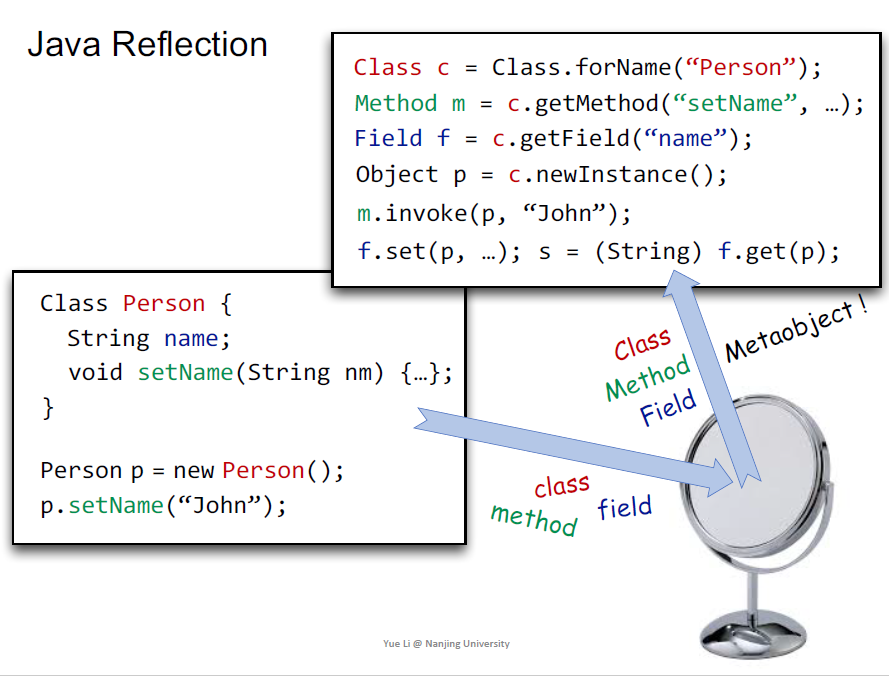 Java Reflection
Class c = Class.forName(“Person”);
Method m = c.getMethod(“setName”, …);
Field f = c.getField(“name”);
Object p = c.newInstance();
m.invoke(p, “John”);
f.set(p, …); s = (String) f.get(p);
Class Person {
String name;
void setName(String nm) {…};
}
Person p = new Person();
p.setName(“John”);
Class
Method
Field
Metaobject !
class
method
field
Yue Li @ Nanjing University